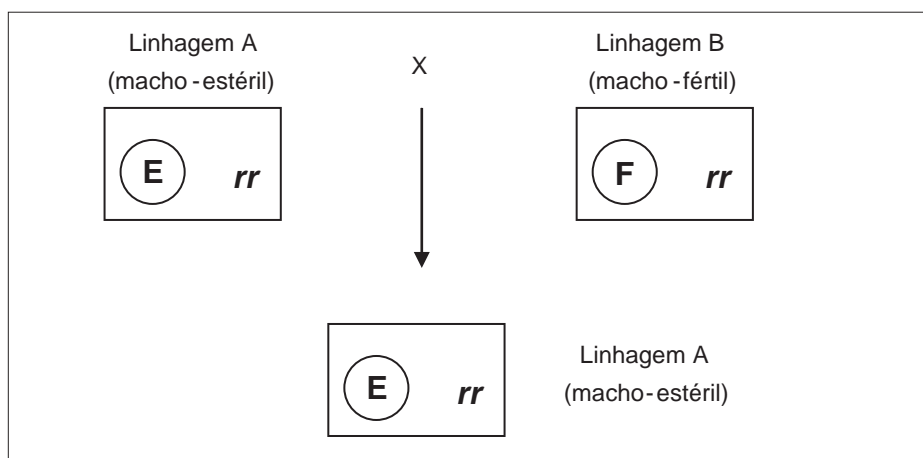 Linhagem A
(macho-estéril)
X
Linhagem B
(macho-fértil)
E rr
F rr
E rr
Linhagem A
(macho-estéril)